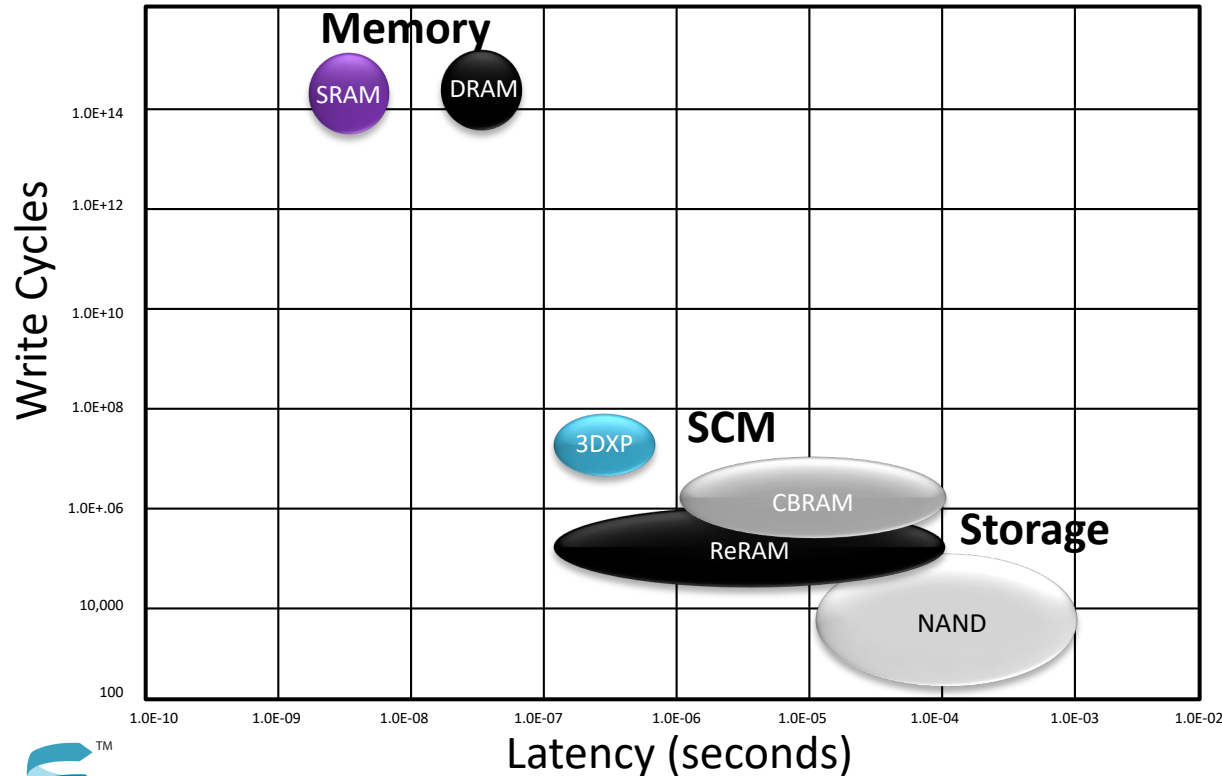 Memory
SRAM
DRAM
1.0E+14
1.0E+12
1.0E+10
1.0E+08
1.0E+.06
10,000
100
Write Cycles
3DXP
SCM
CBRAM
ReRAM
Storage
NAND
1.0E-10
1.0E-09
1.0E-08
1.0E-07
1.0E-06
1.0E-05
1.0E-04
1.0E-03
1.0E-02
Latency (seconds)
TM